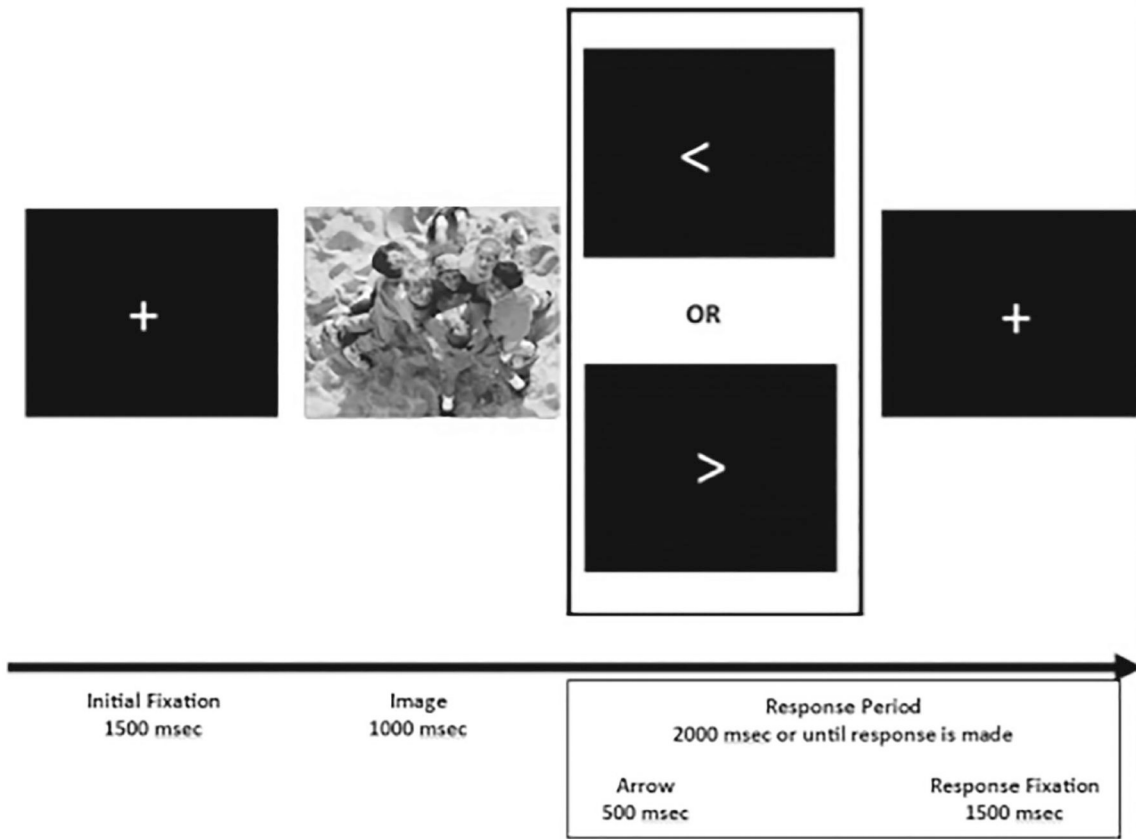 +
<
OR
>
+
Initial Fixation
1500 msec
Image
1000 msec
Response Period
2000 msec or until response is made
Arrow
500 msec
Response Fixation
1500 msec